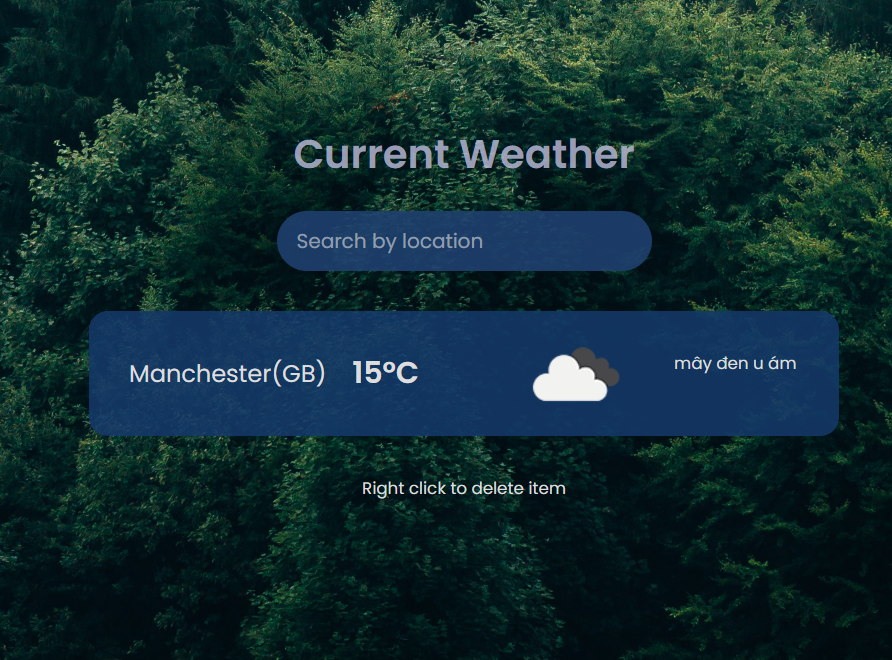 Current Weather
Search by location
Manchester(GB) 15°C mây đen u ám
Right click to delete item